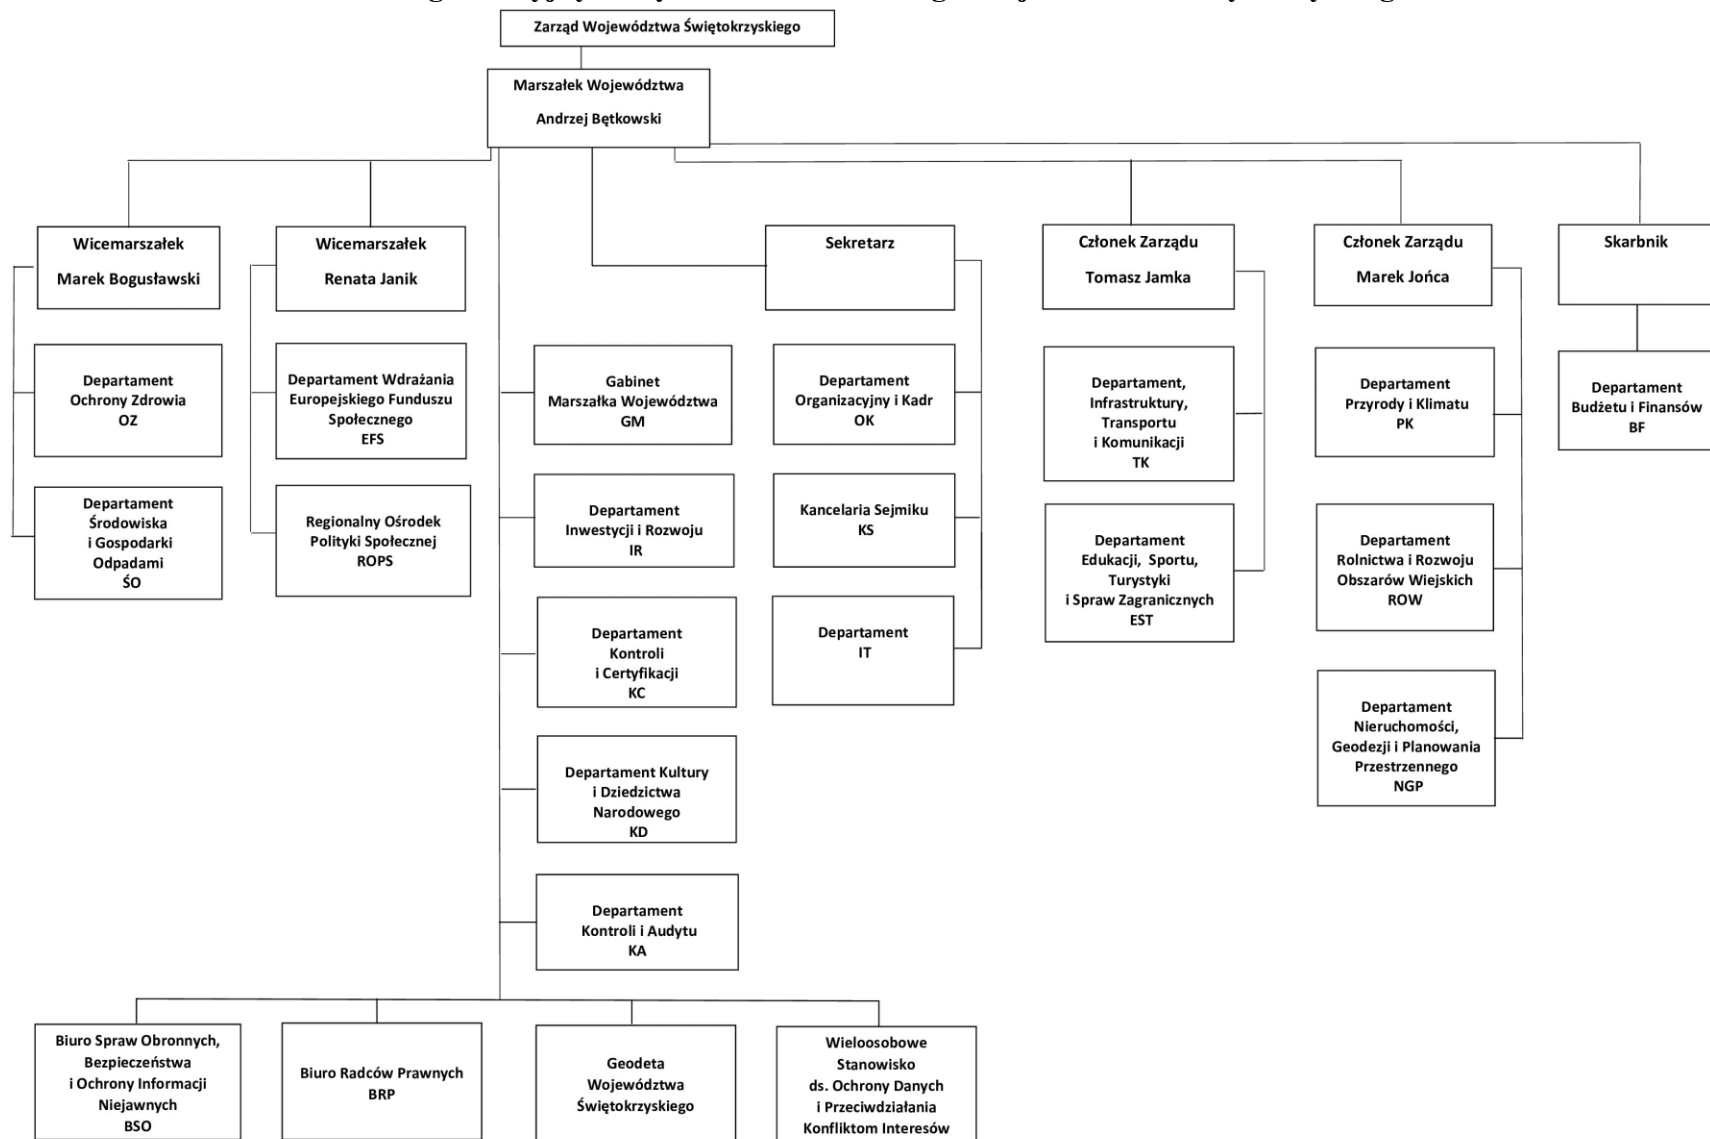 Zarząd Województwa Świętokrzyskiego
Marszałek Województwa
Andrzej Bętkowski
Wicemarszałek
Marek Bogusławski
Wicemarszałek
Renata Janik
Sekretarz
Członek Zarządu
Tomasz Jamka
Członek Zarządu
Marek Jońca
Skarbnik
Departament
Ochrony Zdrowia
OZ
Departament Wdrażania
Europejskiego Funduszu
Społecznego
EFS
Gabinet
Marszałka Województwa
GM
Departament
Organizacyjny i Kadr
OK
Departament,
Infrastruktury,
Transportu
i Komunikacji
TK
Departament
Przyrody i Klimatu
PK
Departament
Budżetu i Finansów
BF
Departament
Środowiska
i Gospodarki
Odpadami
ŚO
Regionalny Ośrodek
Polityki Społecznej
ROPS
Departament
Inwestycji i Rozwoju
IR
Kancelaria Sejmiku
KS
Departament
Edukacji, Sportu,
Turystyki
i Spraw Zagranicznych
EST
Departament
Rolnictwa i Rozwoju
Obszarów Wiejskich
ROW
Departament
Kontroli
i Certyfikacji
KC
Departament
IT
Departament
Nieruchomości,
Geodezji i Planowania
Przestrzennego
NGP
Departament Kultury
i Dziedzictwa
Narodowego
KD
Departament
Kontroli i Audytu
KA
Biuro Spraw Obronnych,
Bezpieczeństwa
i Ochrony Informacji
Niejawnych
BSO
Biuro Radców Prawnych
BRP
Geodeta
Województwa
Świętokrzyskiego
Wieloosobowe
Stanowisko
ds. Ochrony Danych
i Przeciwdziałania
Konfliktom Interesów